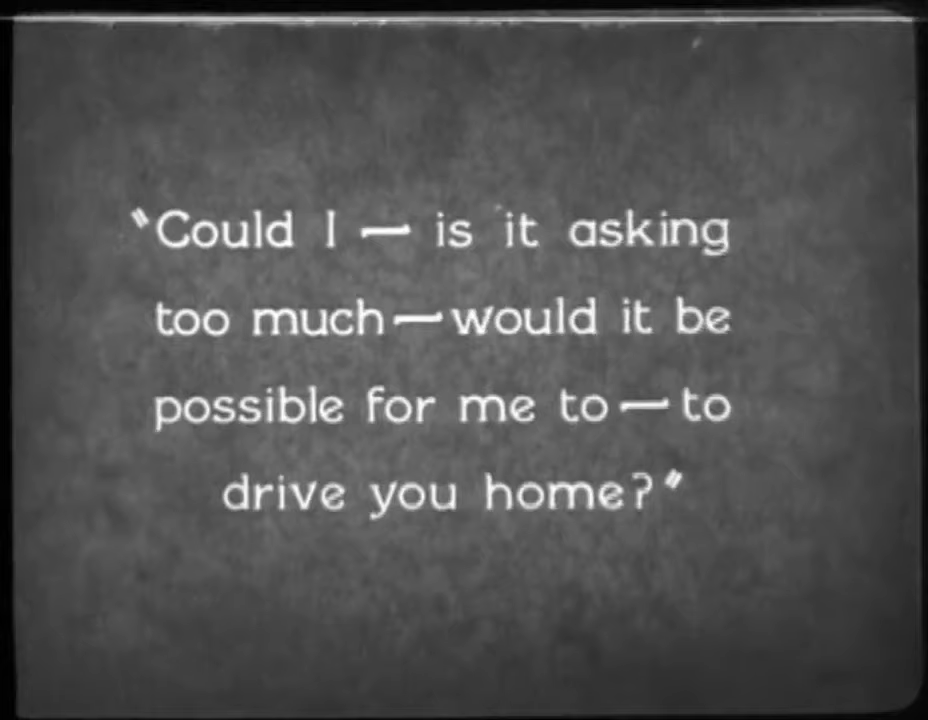 "Could I — is it asking
too much—would it be
possible for me to—to
drive you home?"